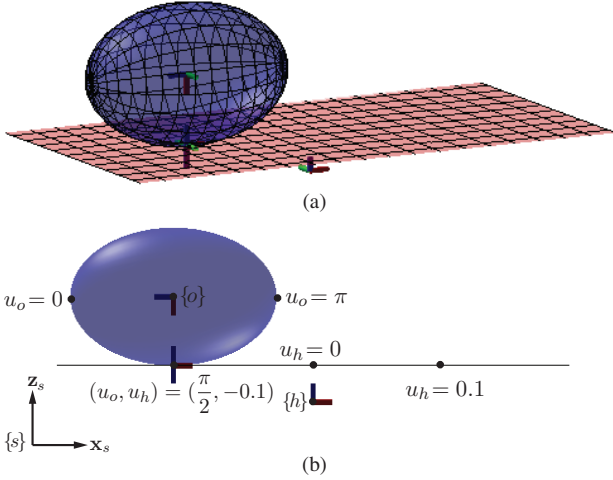 (a)
u_o = 0
{o}
u_o = π
u_h = 0
z_s
(u_o, u_h) = (π/2, −0.1)
{h}
u_h = 0.1
{s}
x_s
(b)